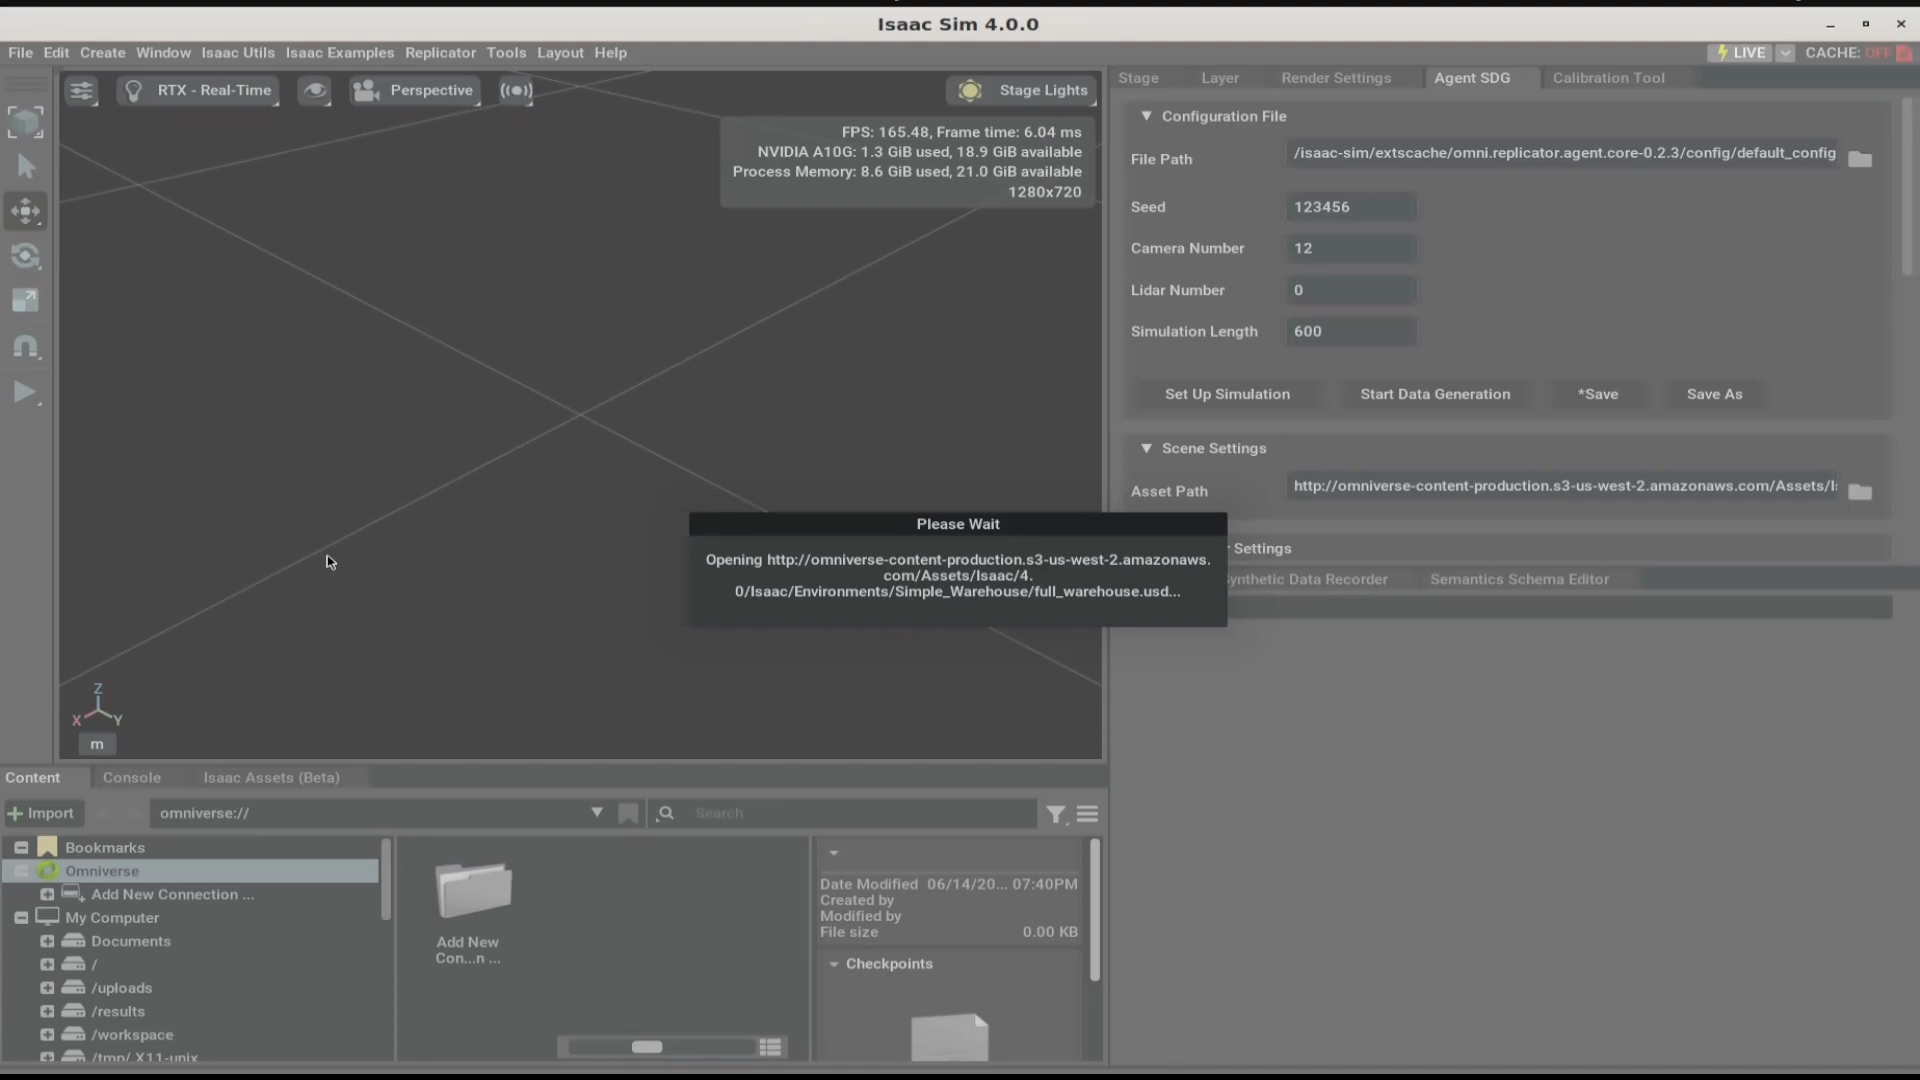 Isaac Sim 4.0.0
File Edit Create Window Isaac Utils Isaac Examples Replicator Tools Layout Help
LIVE
CACHE: OFF
RTX - Real-Time
Perspective
Stage Lights
FPS: 165.48, Frame time: 6.04 ms
NVIDIA A10G: 1.3 GiB used, 18.9 GiB available
Process Memory: 8.6 GiB used, 21.0 GiB available
1280x720
Z
X
Y
m
Stage
Layer
Render Settings
Agent SDG
Calibration Tool
Configuration File
File Path
/isaac-sim/extscache/omni.replicator.agent.core-0.2.3/config/default_config
Seed
123456
Camera Number
12
Lidar Number
0
Simulation Length
600
Set Up Simulation
Start Data Generation
*Save
Save As
Scene Settings
Asset Path
http://omniverse-content-production.s3-us-west-2.amazonaws.com/Assets/
Settings
Synthetic Data Recorder
Semantics Schema Editor
Please Wait
Opening http://omniverse-content-production.s3-us-west-2.amazonaws.
com/Assets/Isaac/4.
0/Isaac/Environments/Simple_Warehouse/full_warehouse.usd...
Content
Console
Isaac Assets (Beta)
Import
omniverse://
Search
Bookmarks
Omniverse
Add New Connection ...
My Computer
Documents
/
/uploads
/results
/workspace
/tmp/.X11-unix
Add New
Con...n ...
Date Modified 06/14/20... 07:40PM
Created by
Modified by
File size 0.00 KB
Checkpoints